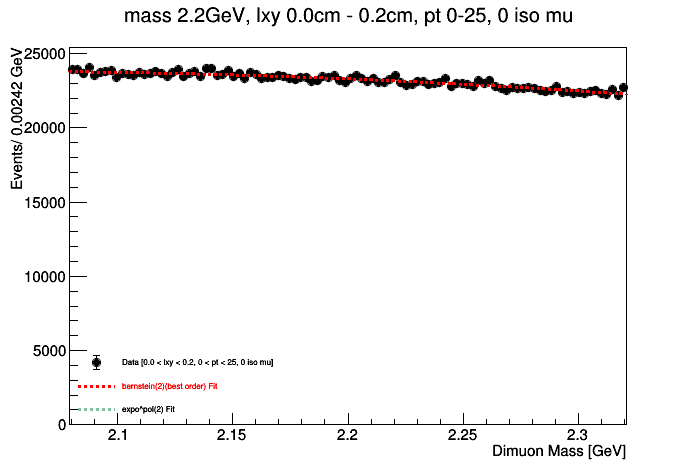 mass 2.2GeV, lxy 0.0cm - 0.2cm, pt 0-25, 0 iso mu
Events/ 0.00242 GeV
25000
20000
15000
10000
5000
0
Data [0.0 < lxy < 0.2, 0 < pt < 25, 0 iso mu]
bernstein(2)(best order) Fit
expo*pol(2) Fit
2.1 2.15 2.2 2.25 2.3
Dimuon Mass [GeV]